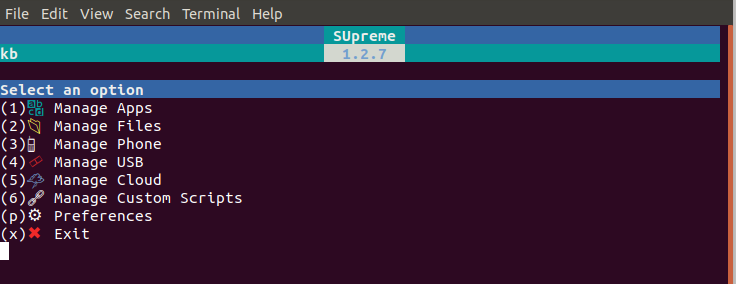 File Edit View Search Terminal Help
SUpreme
kb 1.2.7
Select an option
(1) Manage Apps
(2) Manage Files
(3) Manage Phone
(4) Manage USB
(5) Manage Cloud
(6) Manage Custom Scripts
(p) Preferences
(x) Exit